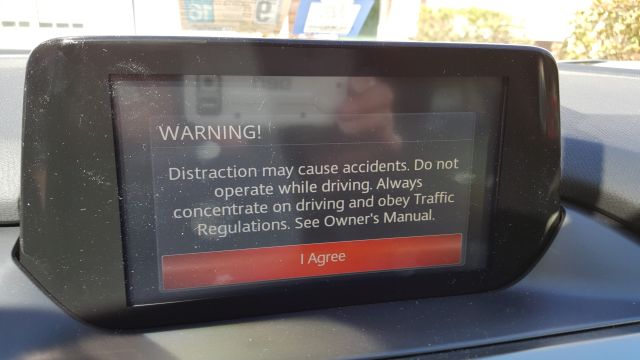 WARNING!
Distraction may cause accidents. Do not
operate while driving. Always
concentrate on driving and obey Traffic
Regulations. See Owner's Manual.
I Agree